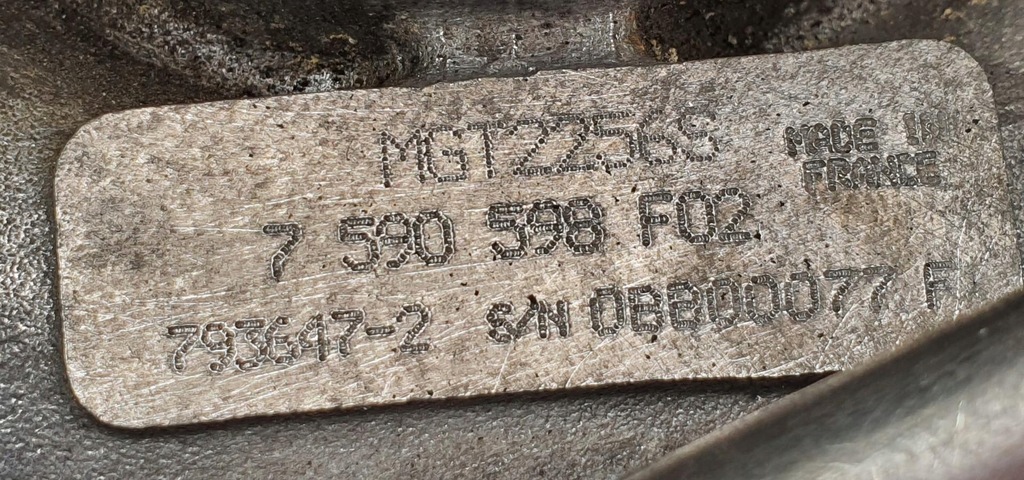 MGT2256S
MADE IN
FRANCE
7 590 598 F02
793647-2 S/N 0BB00077 F